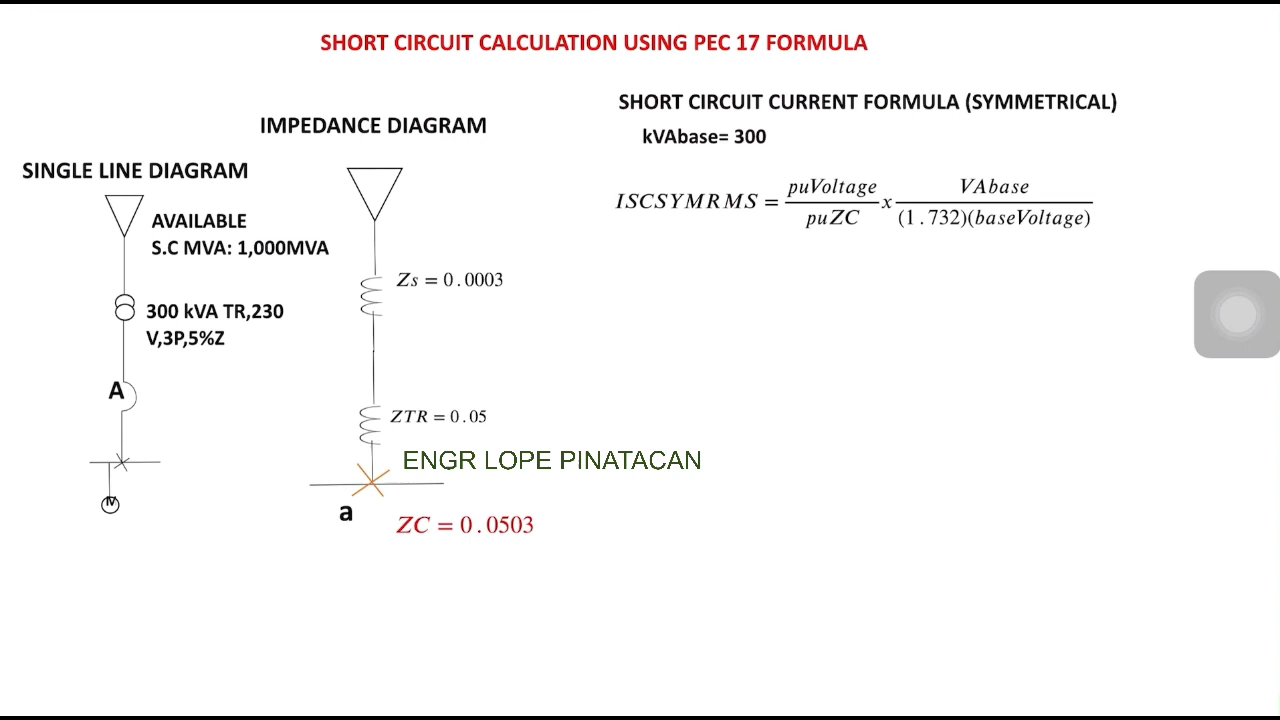 SHORT CIRCUIT CALCULATION USING PEC 17 FORMULA
SHORT CIRCUIT CURRENT FORMULA (SYMMETRICAL)
kVAbase= 300
ISCSYMRMS = puVoltage / puZC x VAbase / (1.732)(baseVoltage)
IMPEDANCE DIAGRAM
SINGLE LINE DIAGRAM
AVAILABLE
S.C MVA: 1,000MVA
Zs = 0.0003
300 kVA TR,230
V,3P,5%Z
A
ZTR = 0.05
ENGR LOPE PINATACAN
a
ZC = 0.0503